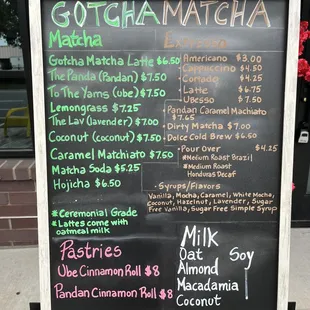 GOTCHA MATCHA
Matcha
Gotcha Matcha Latte $6.50
The Panda (Pandan) $7.50
To The Yams (ube) $7.50
Lemongrass $7.25
The Lav (lavender) $7.00
Coconut (coconut) $7.50
Caramel Matchiato $7.50
Matcha Soda $5.25
Hojicha $6.50
#Ceremonial Grade
#Lattes come with
oatmeal milk
Pastries
Ube Cinnamon Roll $8
Pandan Cinnamon Roll $8
Espresso
Americano $3.00
Cappuccino $4.50
Cortado $4.25
Latte $6.75
Ubesso $7.50
Pandan Caramel Machiato
$7.65
Dirty Matcha $7.00
Dolce Cold Brew $6.50
Pour Over $4.25
#Medium Roast Brazil
#Medium Roast
Honduras Decaf
Syrups/Flavors
Vanilla, Mocha, Caramel, White Mocha,
Coconut, Hazelnut, Lavender, Sugar
Free Vanilla, Sugar Free Simple Syrup
Milk
Oat Soy
Almond
Macadamia
Coconut